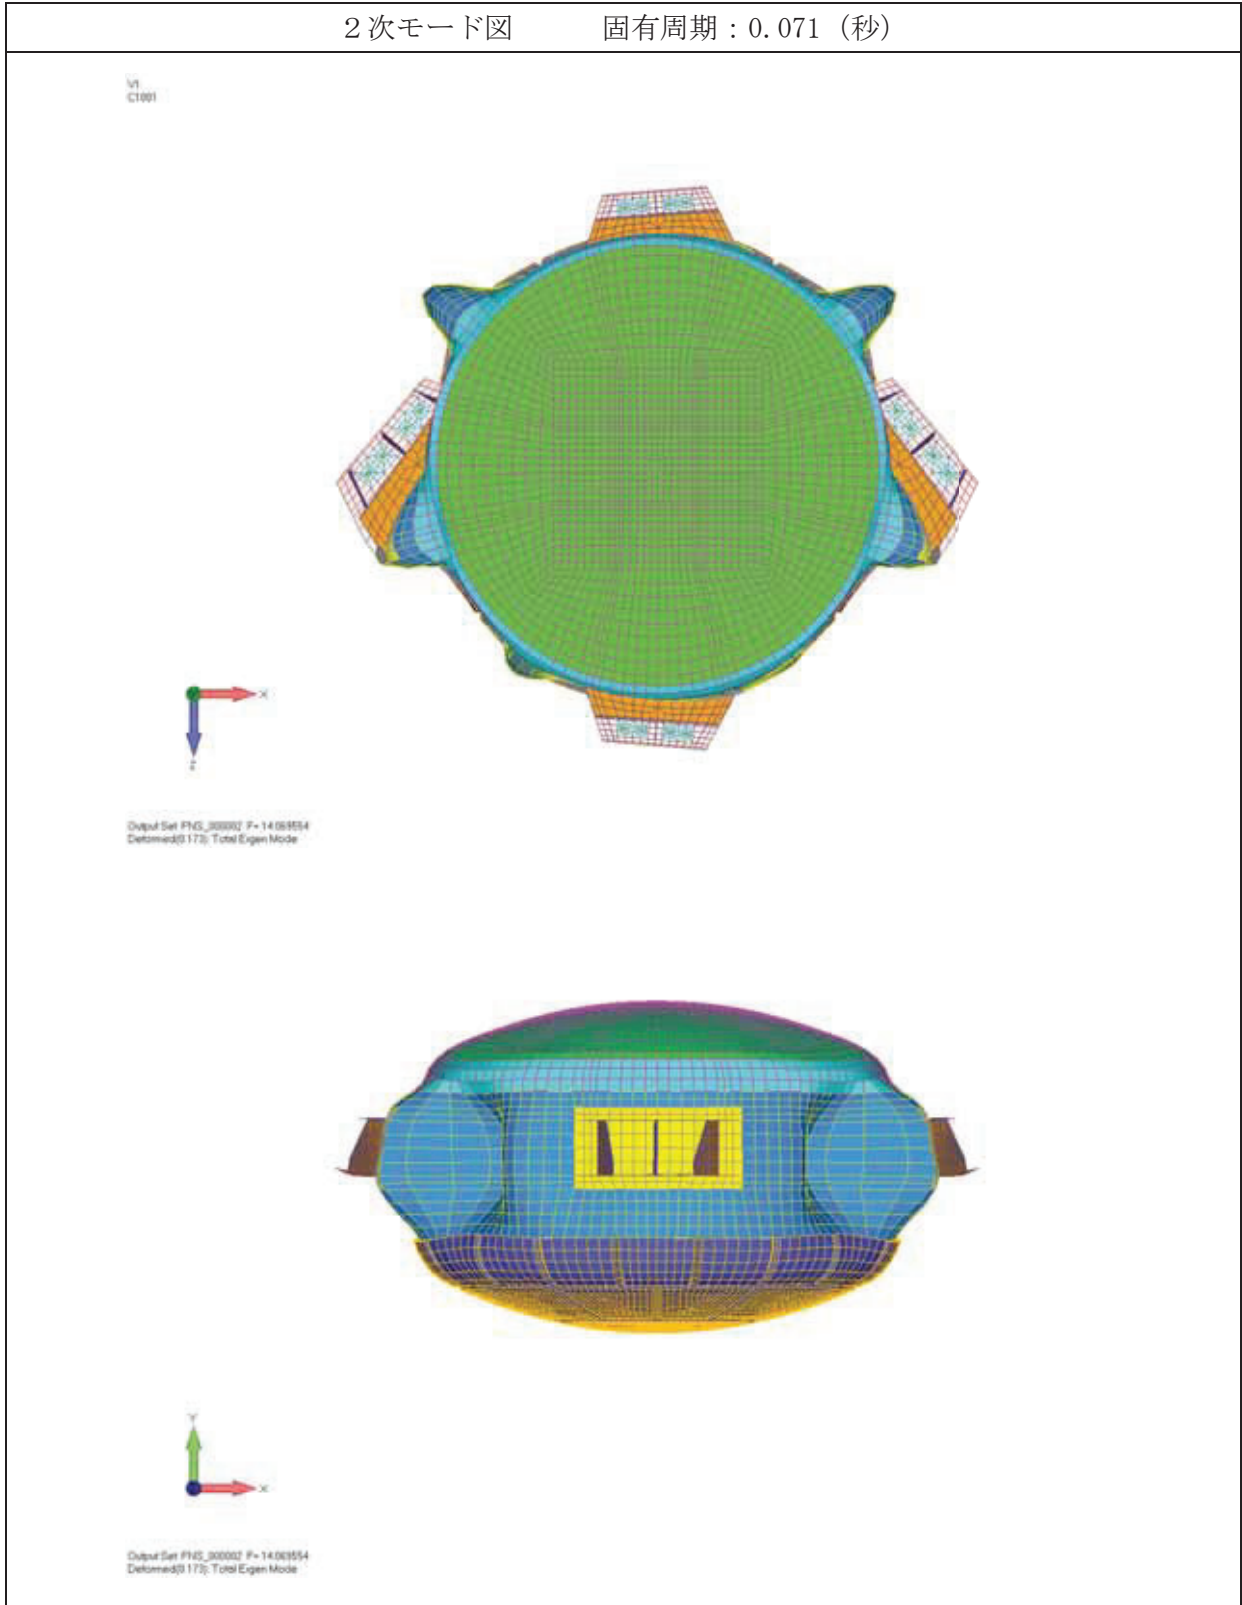 2次モード図 固有周期:0.071(秒)
V1
C1001
X
Z
Output Set: PNS_000002 F= 14.069554
Deformed(0.173): Total Eigen Mode
Y
X
Output Set: PNS_000002 F= 14.069554
Deformed(0.173): Total Eigen Mode